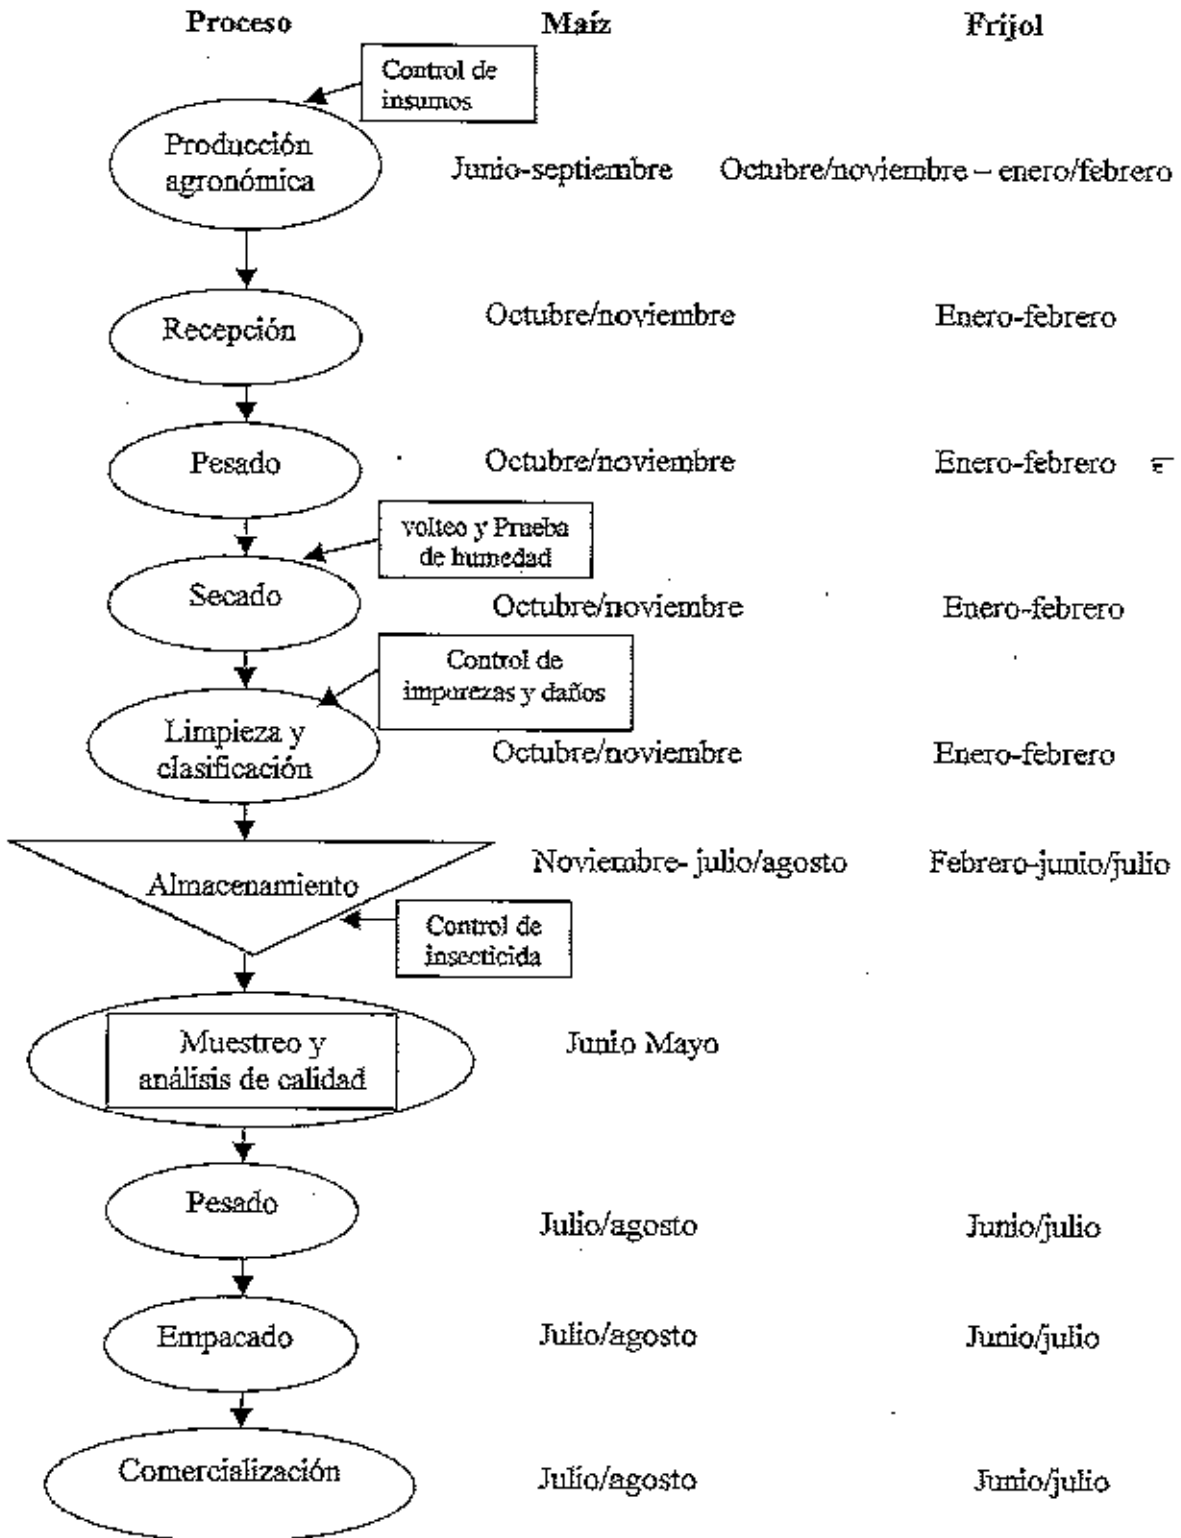 Proceso Maíz Frijol
Control de
insumos
Producción
agronómica
Junio-septiembre Octubre/noviembre – enero/febrero
Recepción Octubre/noviembre Enero-febrero
Pesado Octubre/noviembre Enero-febrero
volteo y Prueba
de humedad
Secado Octubre/noviembre Enero-febrero
Control de
impurezas y daños
Limpieza y
clasificación
Octubre/noviembre Enero-febrero
Almacenamiento Noviembre- julio/agosto Febrero-junio/julio
Control de
insecticida
Muestreo y
análisis de calidad
Junio Mayo
Pesado Julio/agosto Junio/julio
Empacado Julio/agosto Junio/julio
Comercialización Julio/agosto Junio/julio